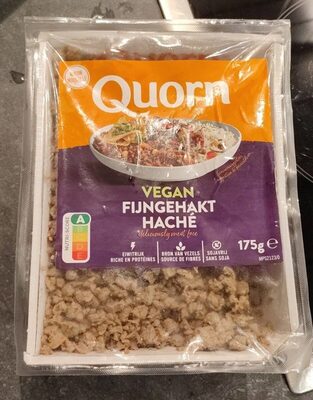 Quorn
VEGAN
FIJNGEHAKT
HACHÉ
Deliciously meat free
NUTRI-SCORE
A
B
C
D
E
EIWITRIJK
RICHE EN PROTÉINES
BRON VAN VEZELS
SOURCE DE FIBRES
SOJAVRIJ
SANS SOJA
175g e